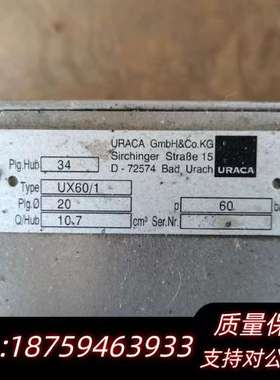 URACA GmbH&Co.KG
Sirchinger Straße 15
D - 72574 Bad Urach
URACA
Plg.Hub 34
Type UX60/1
Plg.Ø 20 p 60
Q/Hub 10.7 cm³ Ser.Nr.
质量保
:18759463933 支持对公